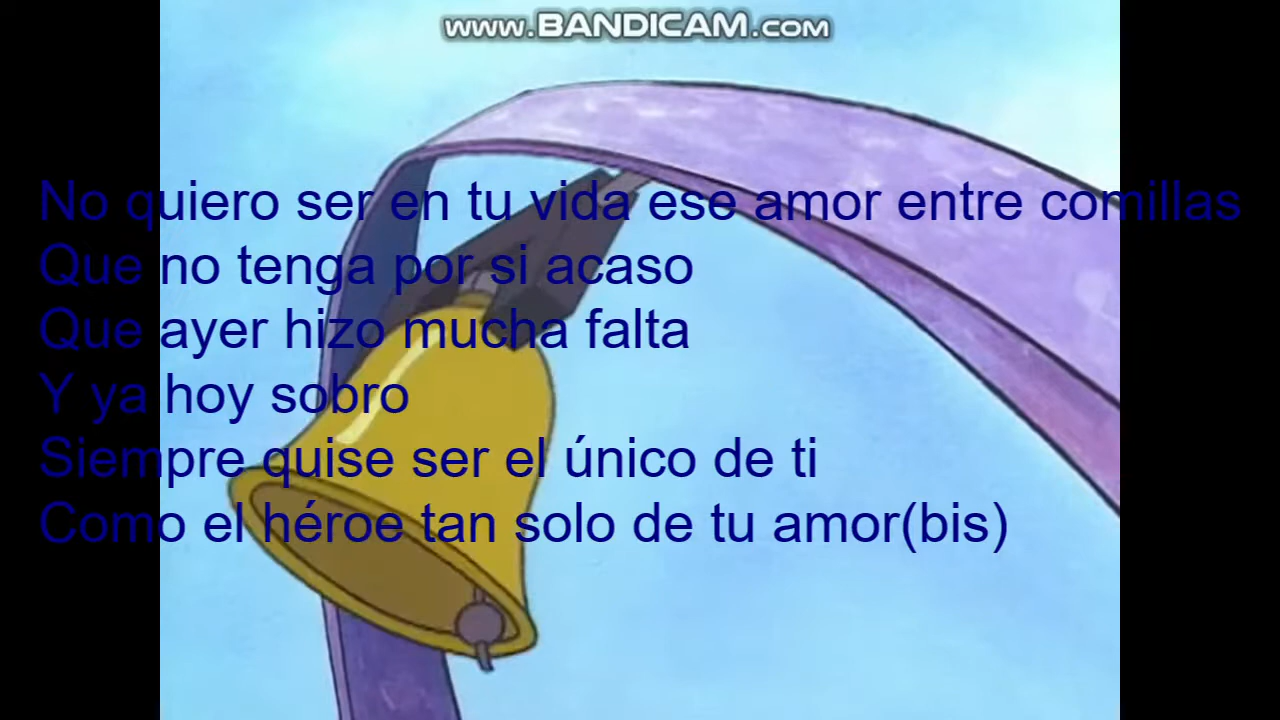 www.BANDICAM.com
No quiero ser en tu vida ese amor entre comillas
Que no tenga por si acaso
Que ayer hizo mucha falta
Y ya hoy sobro
Siempre quise ser el único de ti
Como el héroe tan solo de tu amor(bis)